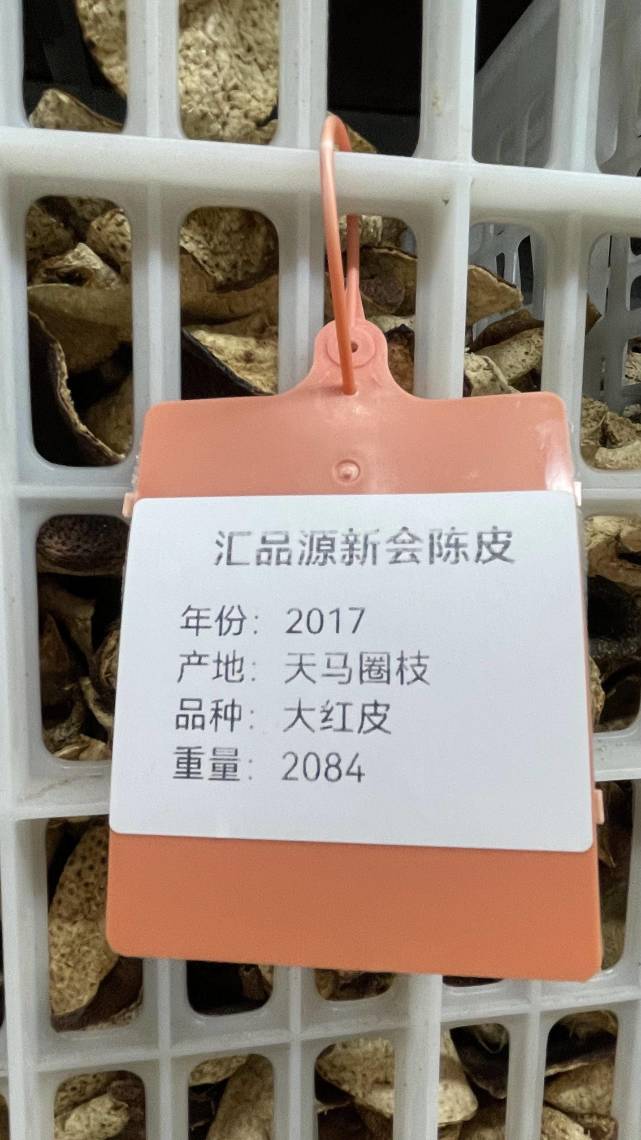 汇品源新会陈皮
年份：2017
产地：天马圈枝
品种：大红皮
重量：2084